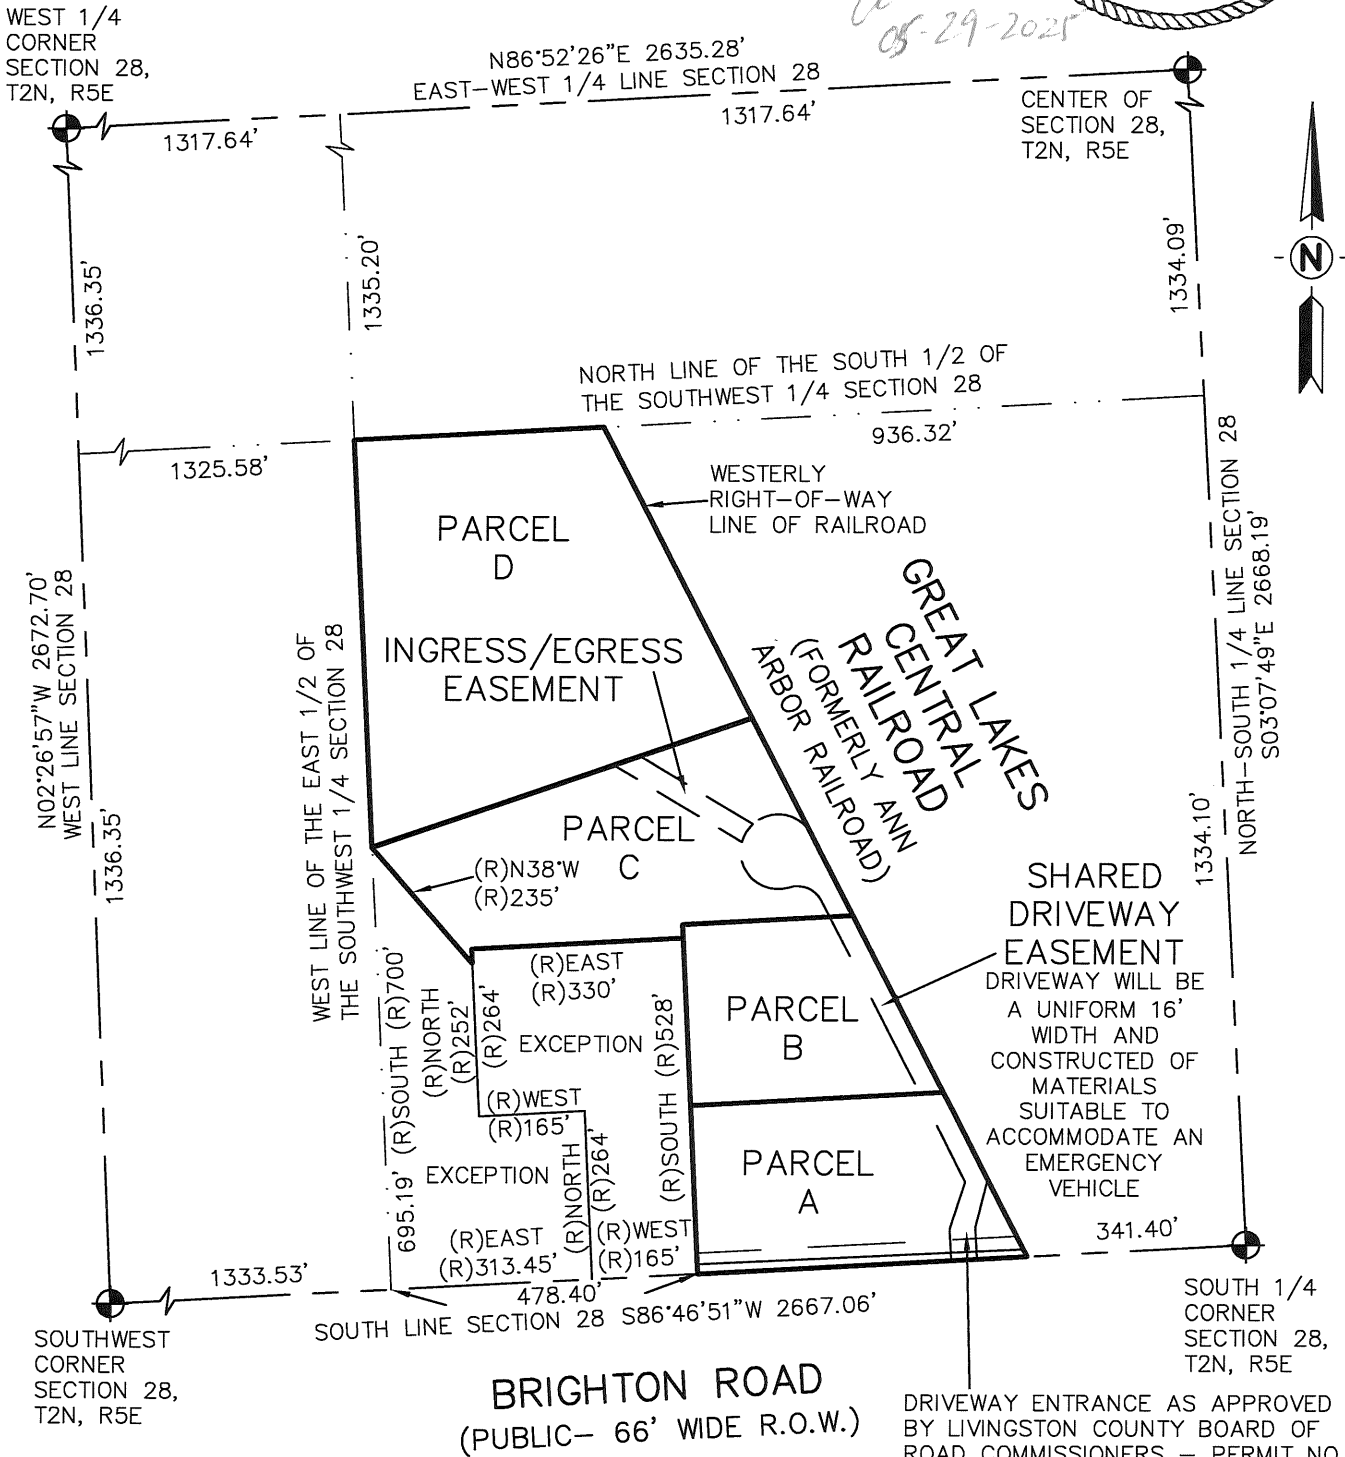 WEST 1/4
CORNER
SECTION 28,
T2N, R5E
05-29-2025
N86°52'26"E 2635.28'
EAST-WEST 1/4 LINE SECTION 28
1317.64'
1317.64'
CENTER OF
SECTION 28,
T2N, R5E
N
1336.35'
1335.20'
1334.09'
NORTH LINE OF THE SOUTH 1/2 OF
THE SOUTHWEST 1/4 SECTION 28
936.32'
1325.58'
WESTERLY
RIGHT-OF-WAY
LINE OF RAILROAD
PARCEL
D
INGRESS/EGRESS
EASEMENT
GREAT LAKES
CENTRAL
RAILROAD
(FORMERLY ANN
ARBOR RAILROAD)
NORTH-SOUTH 1/4 LINE SECTION 28
S03°07'49"E 2668.19'
N02°26'57"W 2672.70'
WEST LINE SECTION 28
1336.35'
WEST LINE OF THE EAST 1/2 OF
THE SOUTHWEST 1/4 SECTION 28
1334.10'
PARCEL
C
(R)N38°W
(R)235'
SHARED
DRIVEWAY
EASEMENT
DRIVEWAY WILL BE
A UNIFORM 16'
WIDTH AND
CONSTRUCTED OF
MATERIALS
SUITABLE TO
ACCOMMODATE AN
EMERGENCY
VEHICLE
(R)EAST
(R)330'
695.19' (R)SOUTH (R)700'
(R)NORTH
(R)252'
(R)264'
EXCEPTION
(R)SOUTH (R)528'
PARCEL
B
(R)WEST
(R)165'
EXCEPTION
(R)NORTH
(R)264'
PARCEL
A
(R)EAST
(R)313.45'
(R)WEST
(R)165'
341.40'
1333.53'
478.40'
SOUTH LINE SECTION 28 S86°46'51"W 2667.06'
SOUTHWEST
CORNER
SECTION 28,
T2N, R5E
SOUTH 1/4
CORNER
SECTION 28,
T2N, R5E
BRIGHTON ROAD
(PUBLIC- 66' WIDE R.O.W.)
DRIVEWAY ENTRANCE AS APPROVED
BY LIVINGSTON COUNTY BOARD OF
ROAD COMMISSIONERS - PERMIT NO